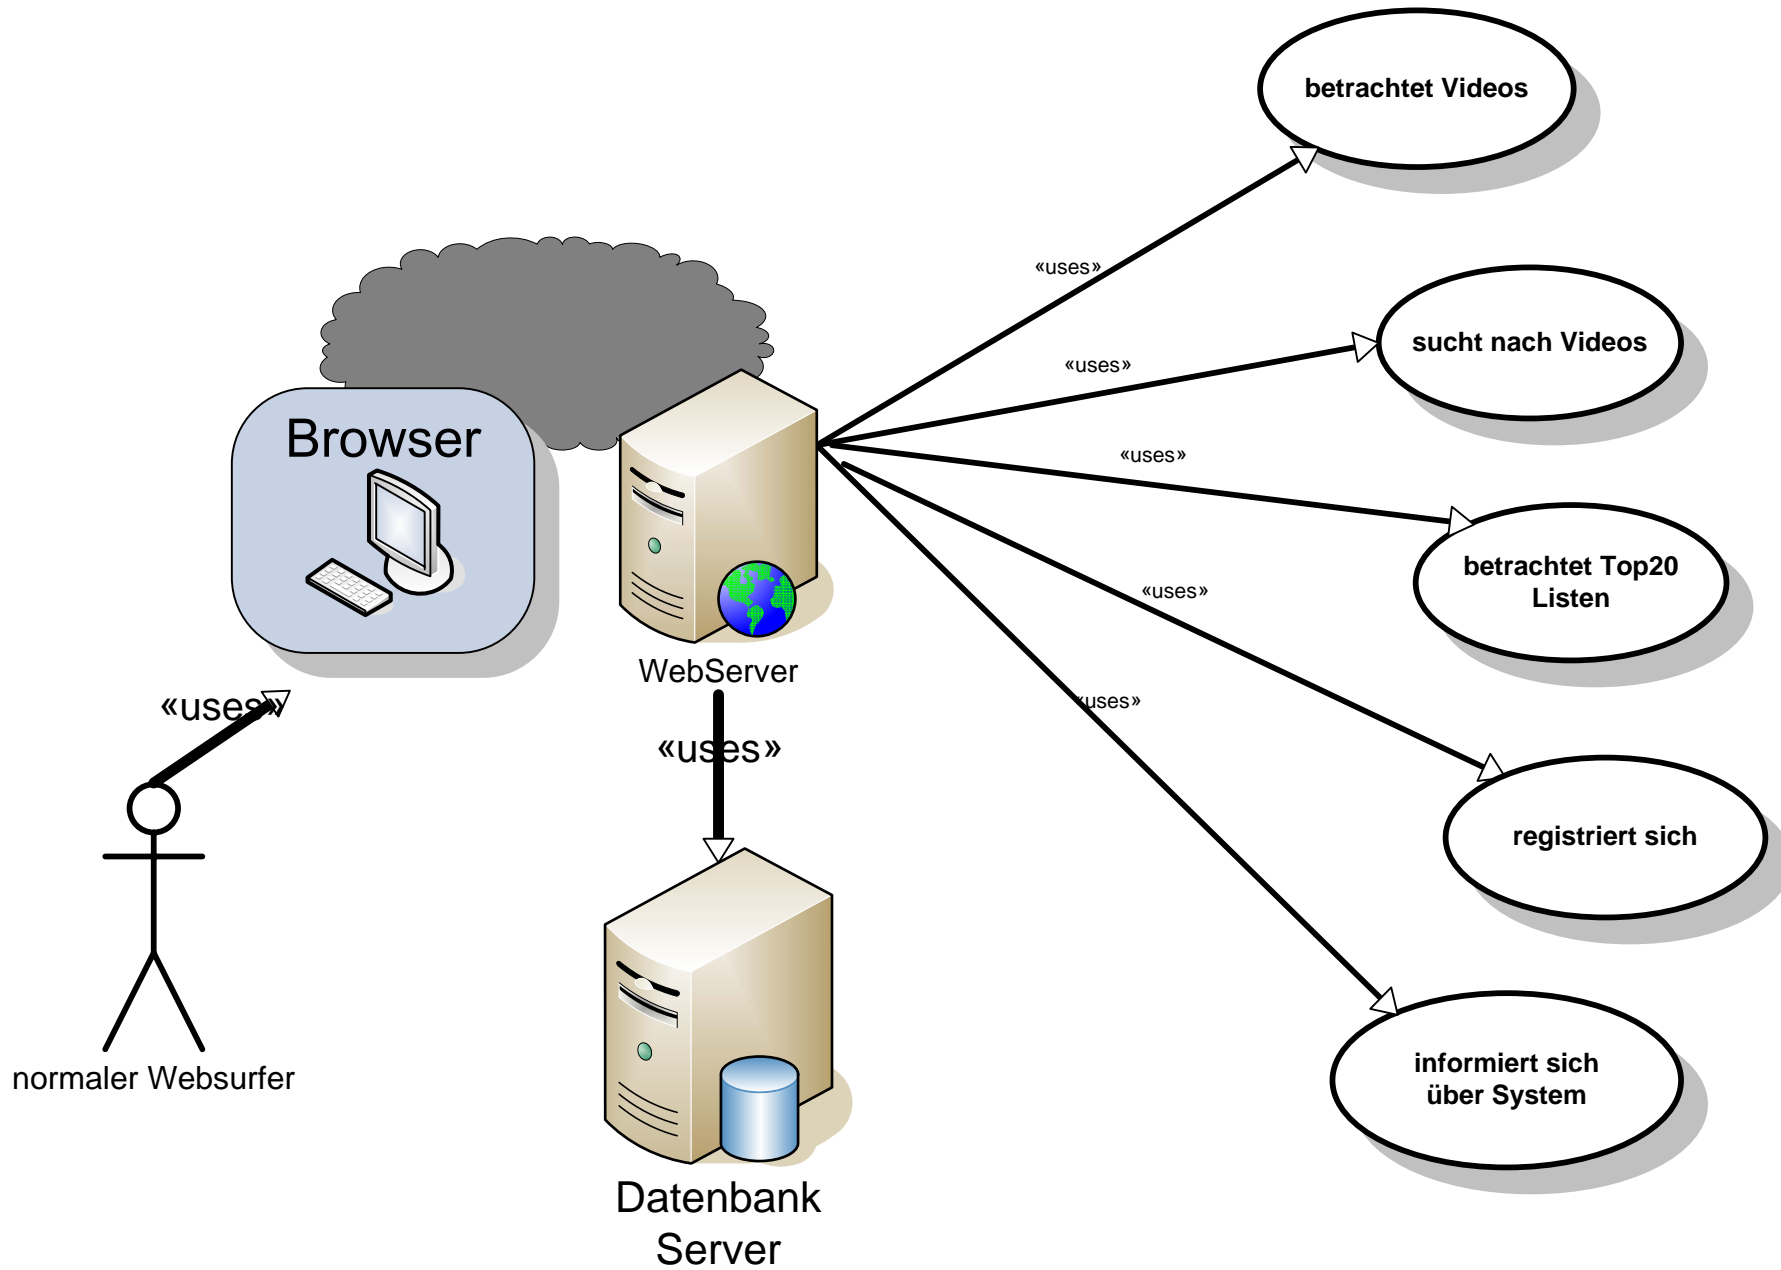 betrachtet Videos
«uses»
sucht nach Videos
«uses»
Browser
«uses»
betrachtet Top20
Listen
«uses»
WebServer
«uses»
«uses»
«uses»
registriert sich
normaler Websurfer
informiert sich
über System
Datenbank
Server